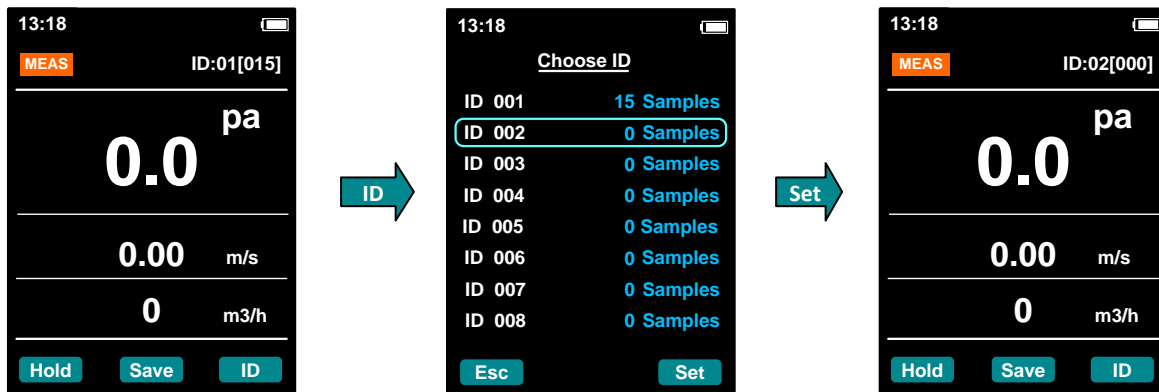 13:18
MEAS ID:01[015]
pa
0.0
0.00 m/s
0 m3/h
Hold Save ID
ID
13:18
Choose ID
ID 001 15 Samples
ID 002 0 Samples
ID 003 0 Samples
ID 004 0 Samples
ID 005 0 Samples
ID 006 0 Samples
ID 007 0 Samples
ID 008 0 Samples
Esc Set
Set
13:18
MEAS ID:02[000]
pa
0.0
0.00 m/s
0 m3/h
Hold Save ID